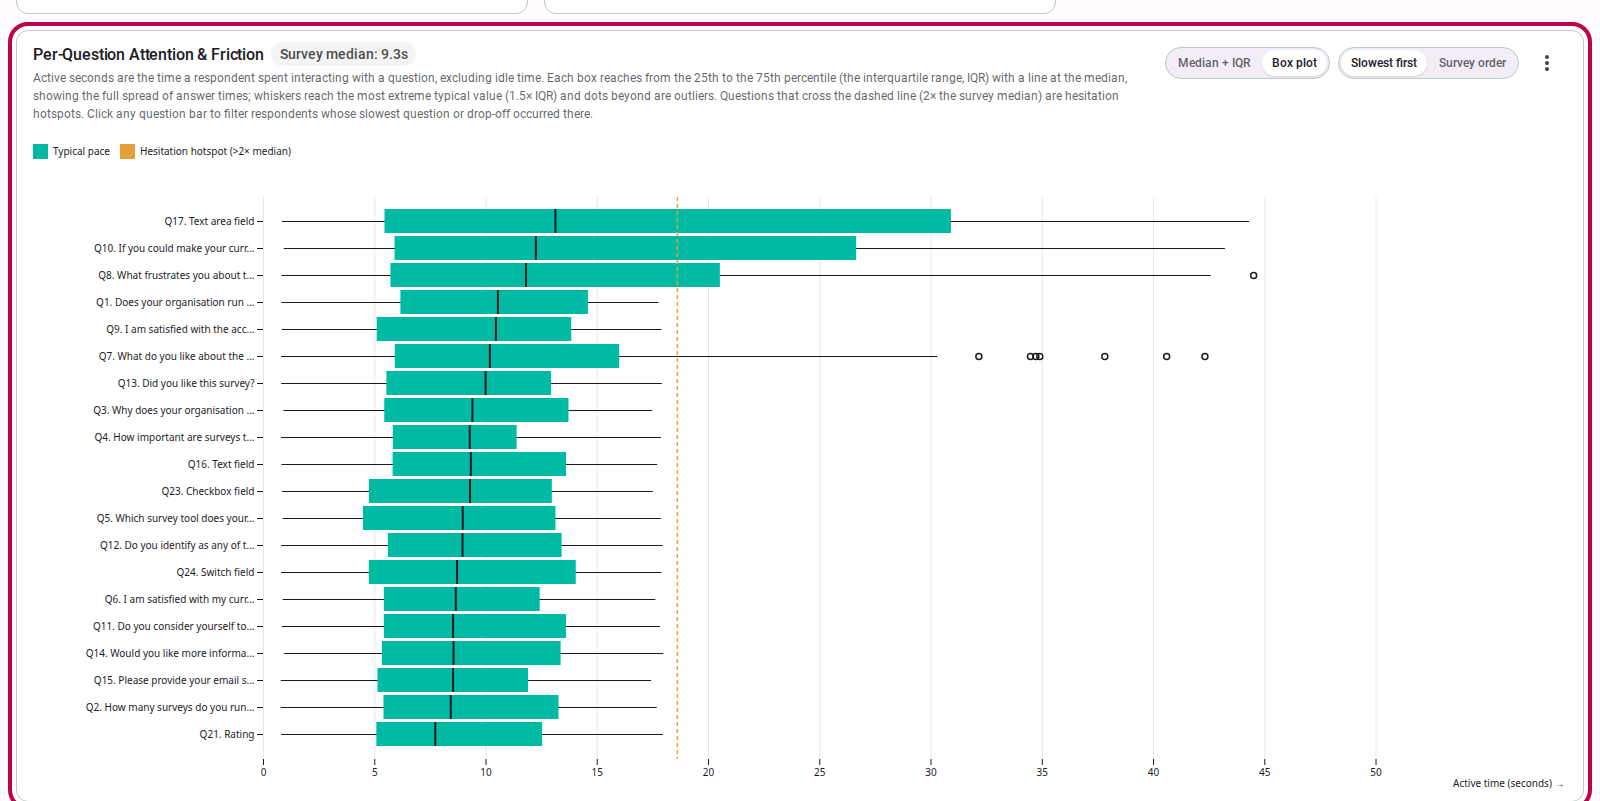 Per-Question Attention & Friction Survey median: 9.3s
Median + IQR Box plot Slowest first Survey order
Active seconds are the time a respondent spent interacting with a question, excluding idle time. Each box reaches from the 25th to the 75th percentile (the interquartile range, IQR) with a line at the median,
showing the full spread of answer times; whiskers reach the most extreme typical value (1.5× IQR) and dots beyond are outliers. Questions that cross the dashed line (2× the survey median) are hesitation
hotspots. Click any question bar to filter respondents whose slowest question or drop-off occurred there.
Typical pace Hesitation hotspot (>2× median)
Q17. Text area field
Q10. If you could make your curr...
Q8. What frustrates you about t...
Q1. Does your organisation run ...
Q9. I am satisfied with the acc...
Q7. What do you like about the ...
Q13. Did you like this survey?
Q3. Why does your organisation ...
Q4. How important are surveys t...
Q16. Text field
Q23. Checkbox field
Q5. Which survey tool does your...
Q12. Do you identify as any of t...
Q24. Switch field
Q6. I am satisfied with my curr...
Q11. Do you consider yourself to...
Q14. Would you like more informa...
Q15. Please provide your email s...
Q2. How many surveys do you run...
Q21. Rating
0 5 10 15 20 25 30 35 40 45 50
Active time (seconds) →